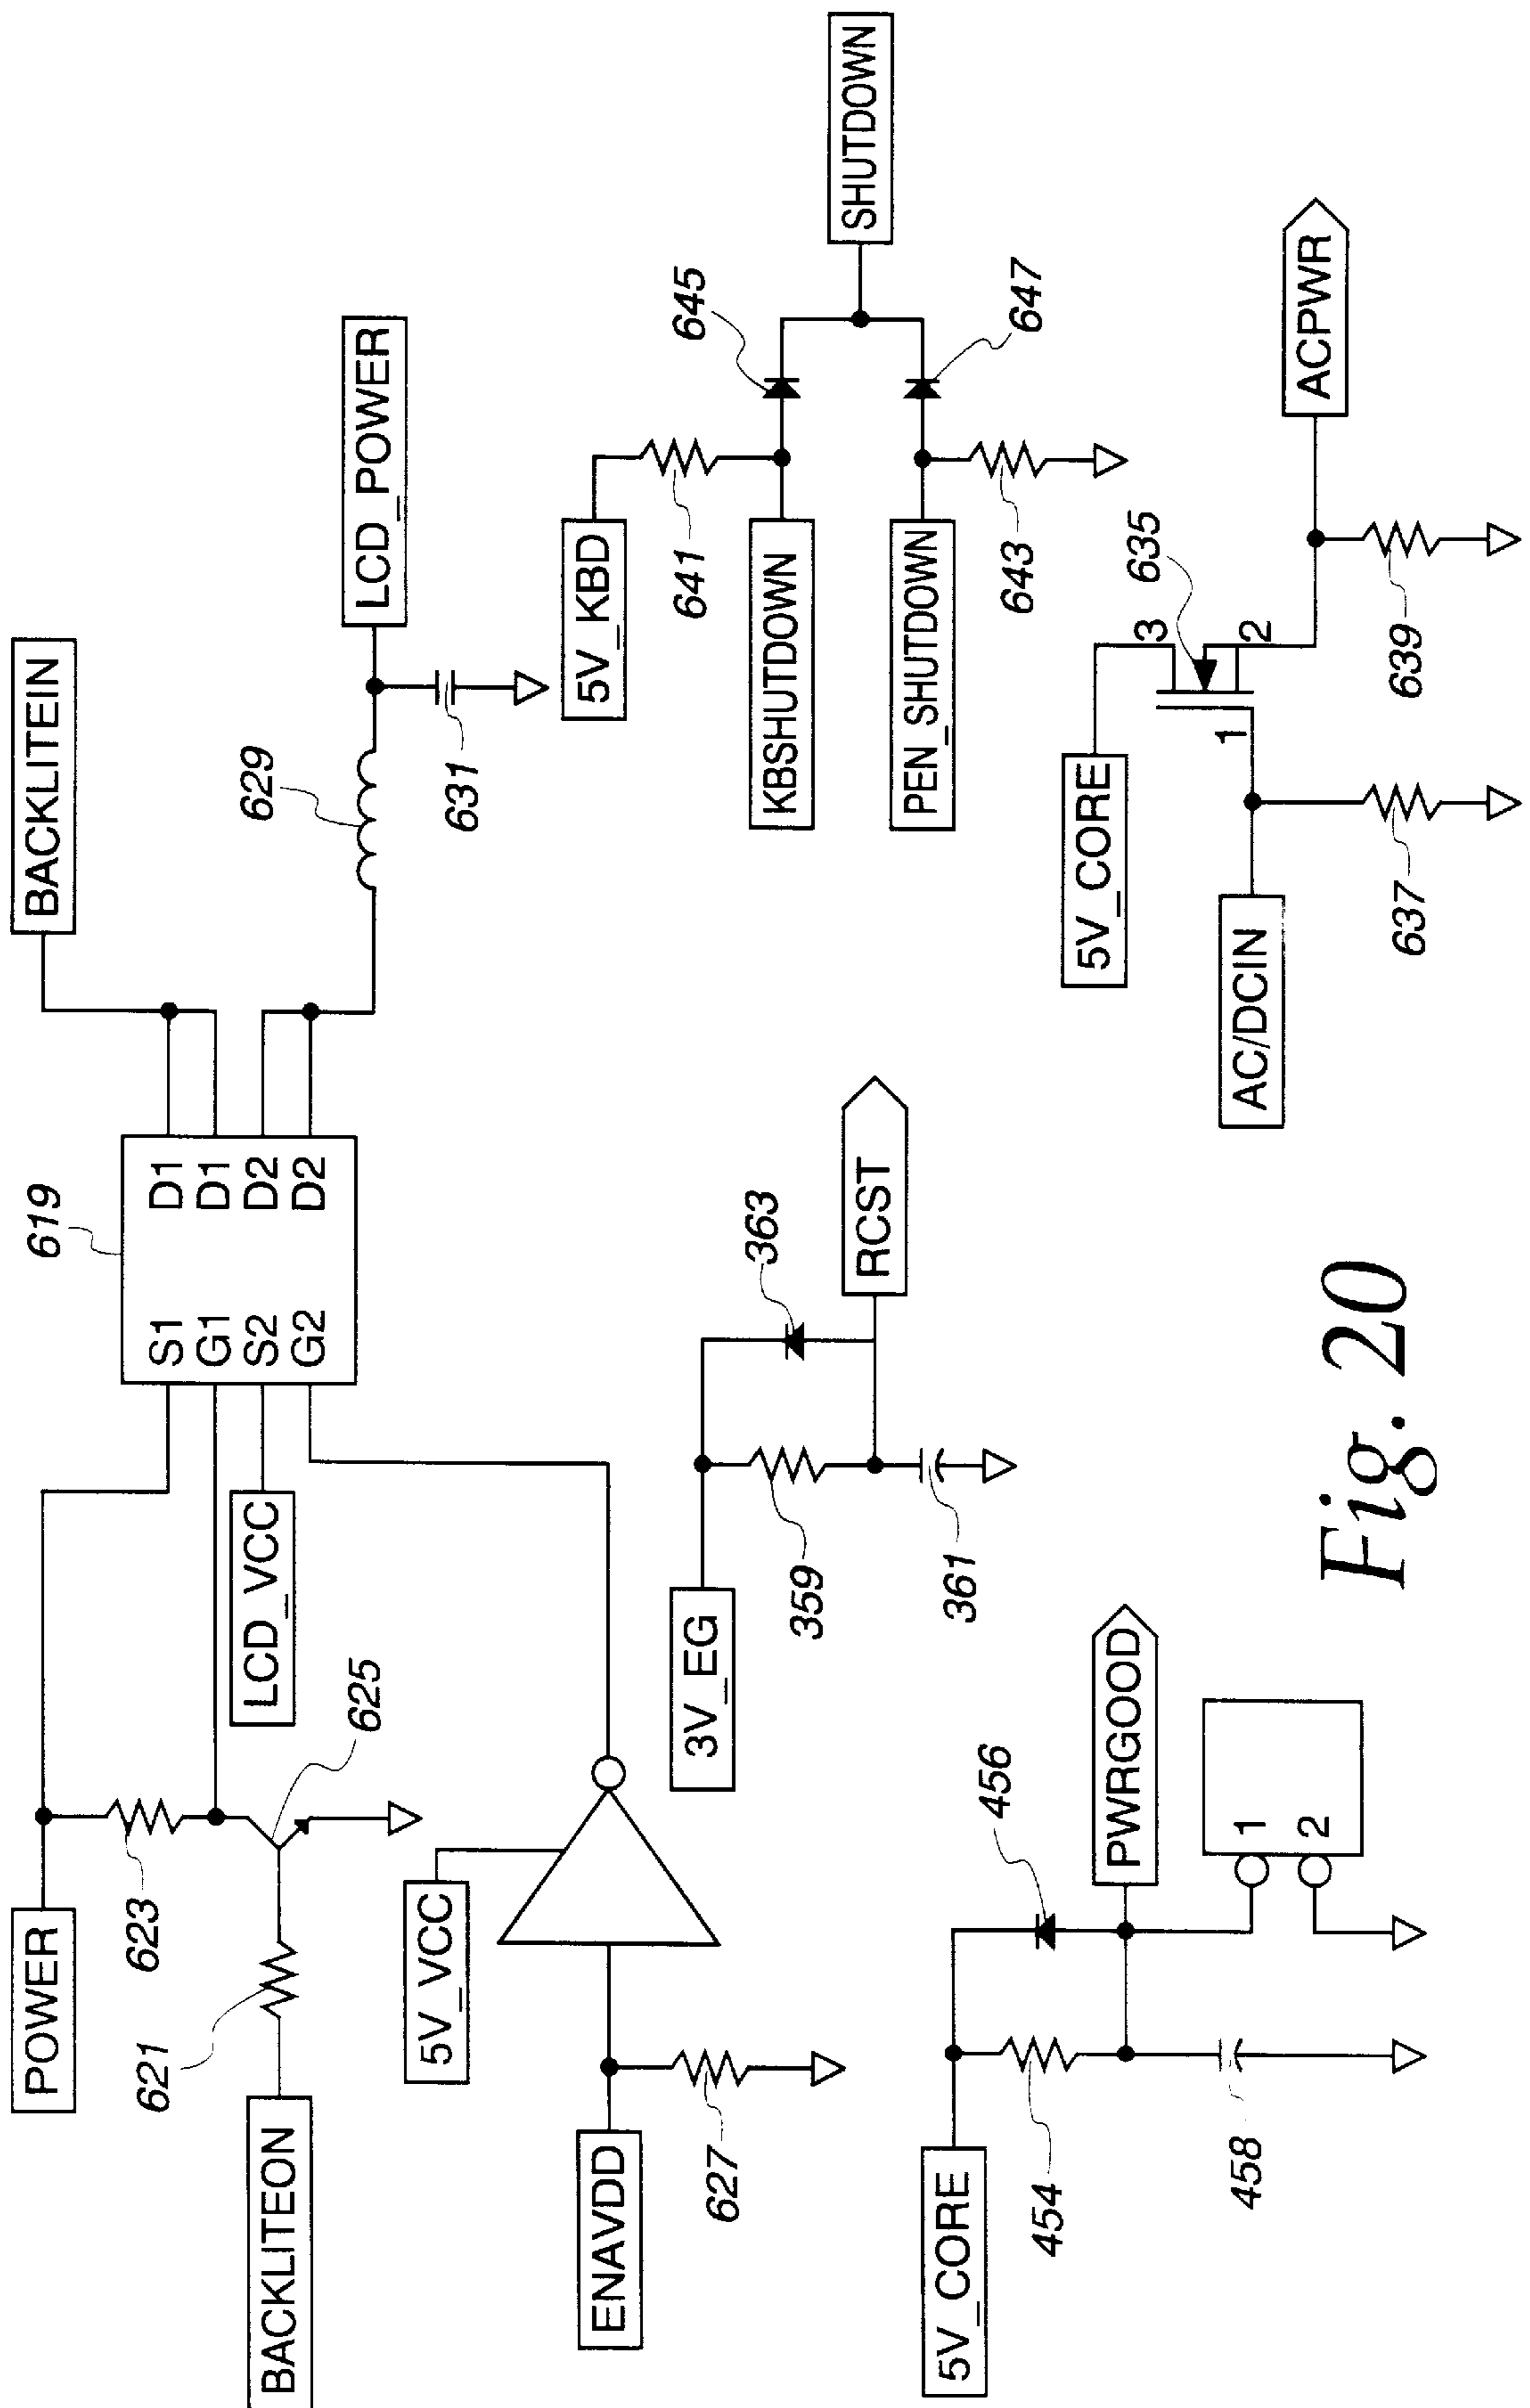 POWER
623
621
625
BACKLITEON
LCD_VCC
619
S1
D1
G1
D1
S2
D2
G2
D2
BACKLITEIN
629
LCD_POWER
631
5V_VCC
ENAVDD
627
3V_EG
359
361
363
RCST
5V_KBD
641
645
KBSHUTDOWN
SHUTDOWN
PEN_SHUTDOWN
647
643
5V_CORE
454
456
458
PWRGOOD
1
2
5V_CORE
3
635
1
2
AC/DCIN
637
639
ACPWR
Fig. 20